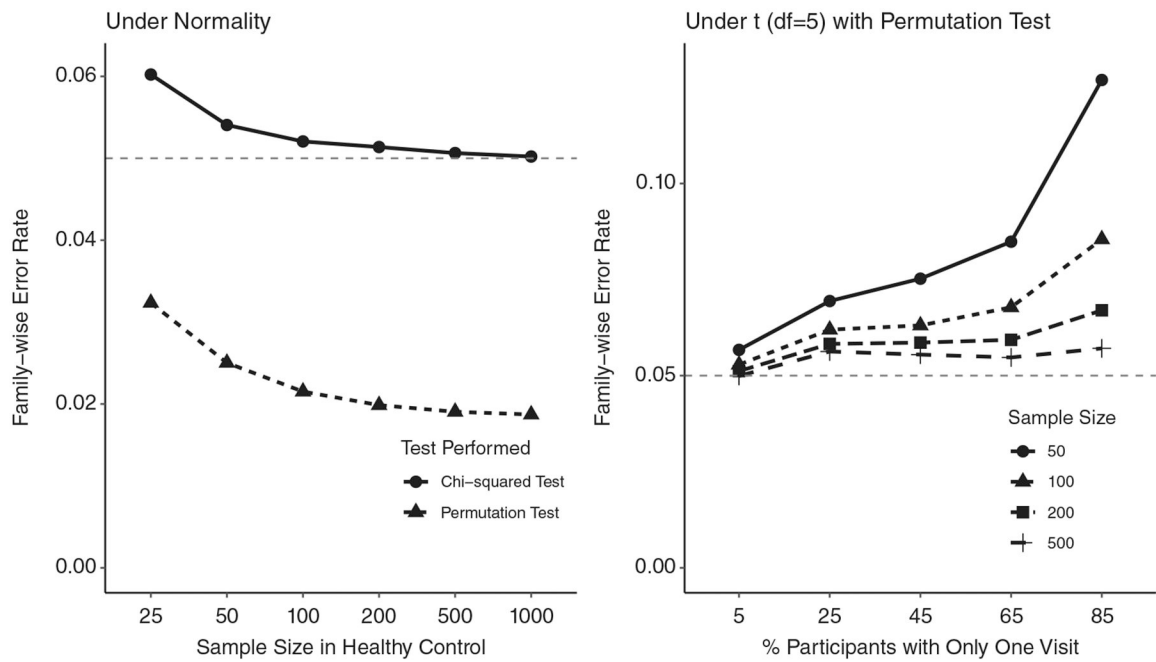 Under Normality
Family-wise Error Rate
0.06
0.04
0.02
0.00
Test Performed
Chi-squared Test
Permutation Test
25 50 100 200 500 1000
Sample Size in Healthy Control
Under t (df=5) with Permutation Test
Family-wise Error Rate
0.10
0.05
0.00
Sample Size
50
100
200
500
5 25 45 65 85
% Participants with Only One Visit